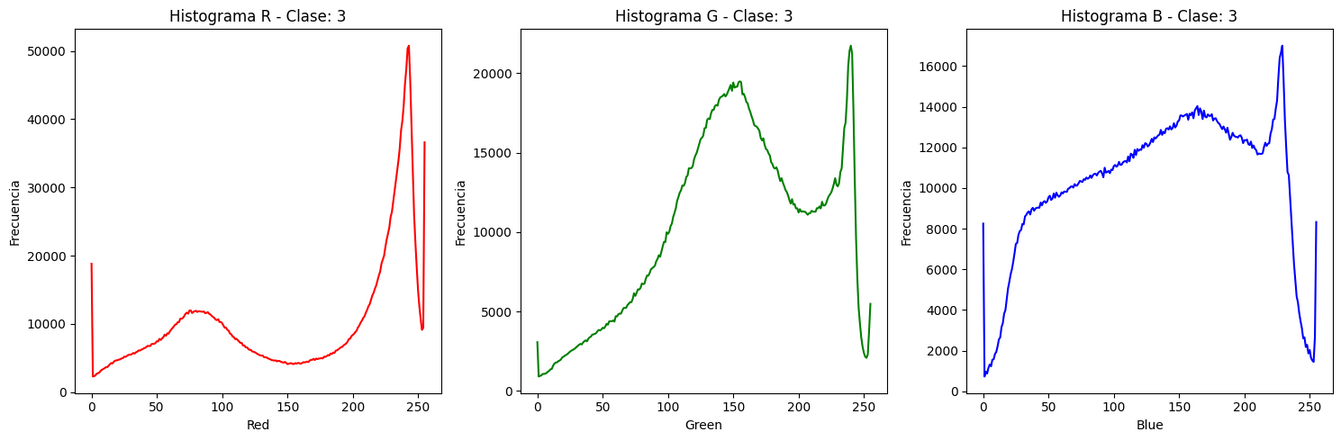 Histograma R - Clase: 3
Frecuencia
50000
40000
30000
20000
10000
0
0 50 100 150 200 250
Red
Histograma G - Clase: 3
Frecuencia
20000
15000
10000
5000
0
0 50 100 150 200 250
Green
Histograma B - Clase: 3
Frecuencia
16000
14000
12000
10000
8000
6000
4000
2000
0
0 50 100 150 200 250
Blue